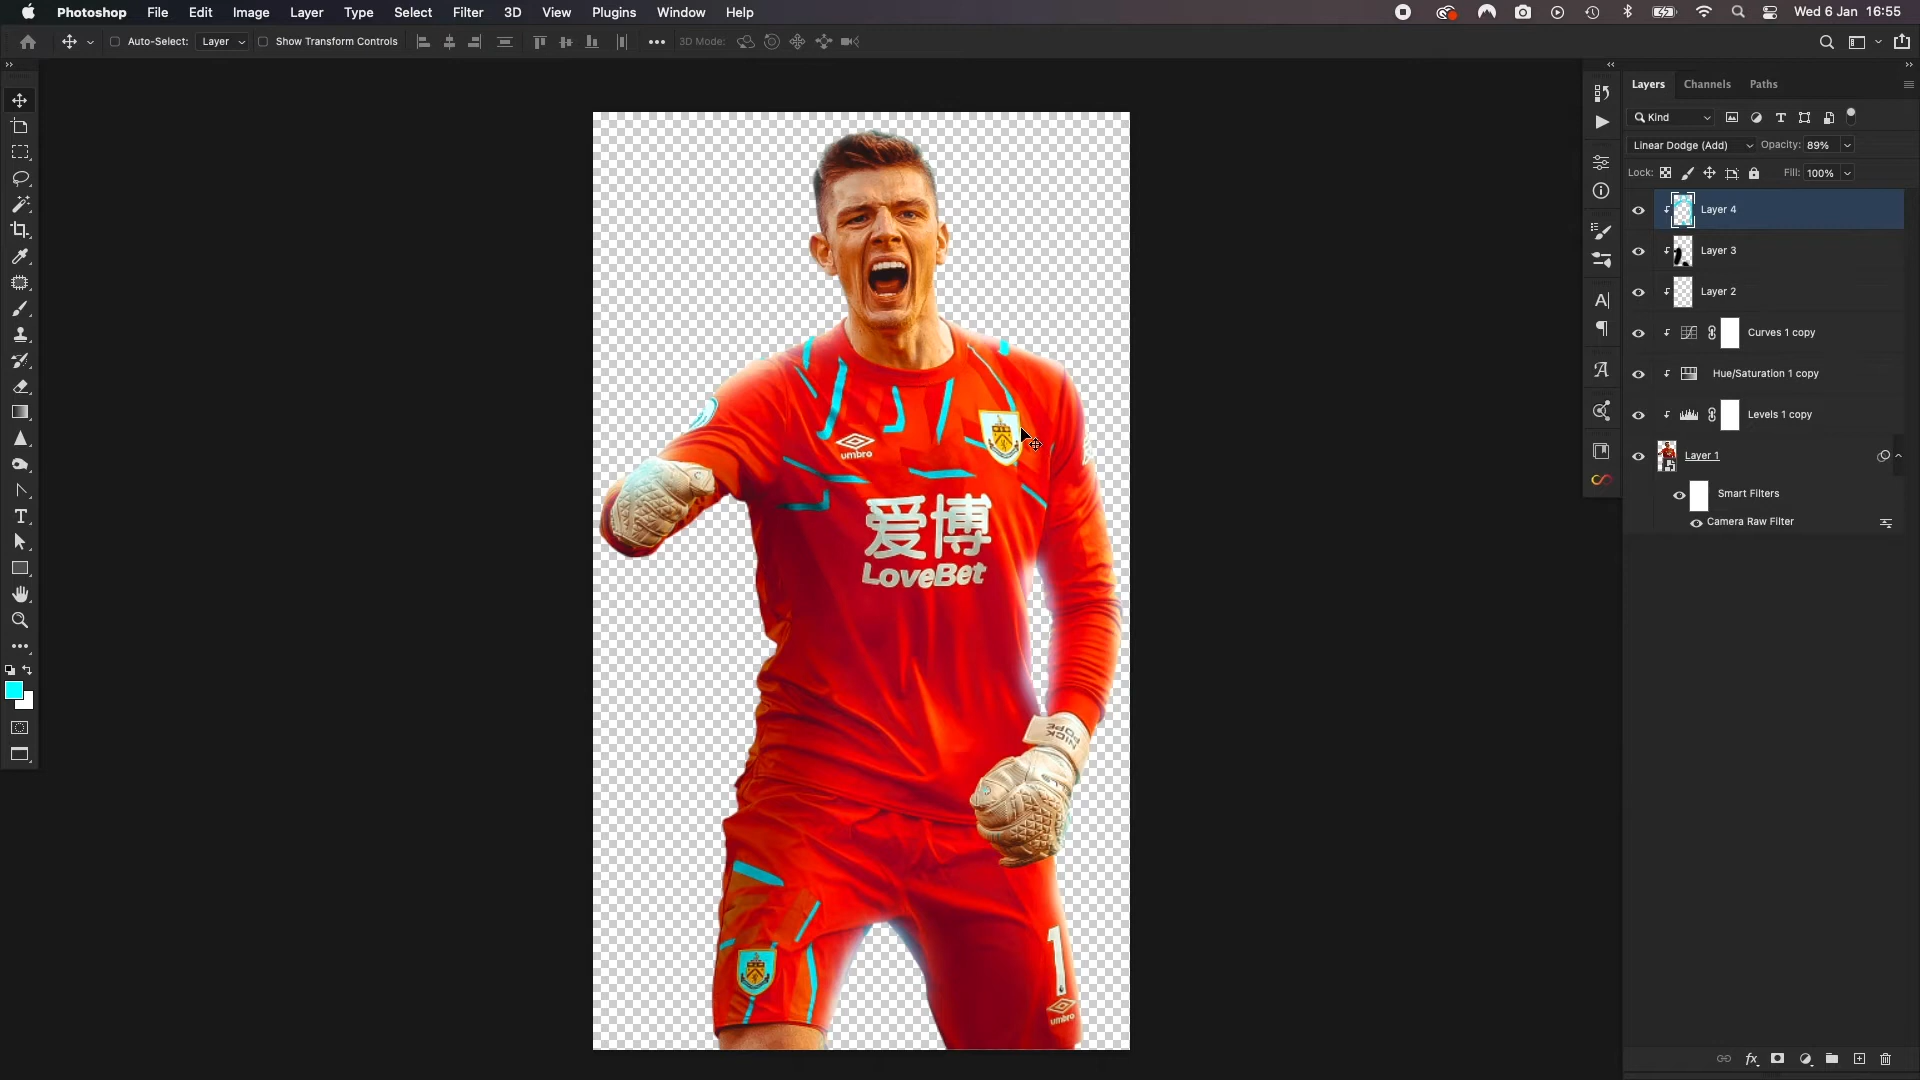 Photoshop File Edit Image Layer Type Select Filter 3D View Plugins Window Help Wed 6 Jan 16:55
Auto-Select: Layer Show Transform Controls 3D Mode:
Layers Channels Paths
Kind
Linear Dodge (Add) Opacity: 89%
Lock: Fill: 100%
Layer 4
Layer 3
Layer 2
Curves 1 copy
Hue/Saturation 1 copy
Levels 1 copy
Layer 1
Smart Filters
Camera Raw Filter
umbro
爱博
LoveBet
NICK
POPE
1
umbro